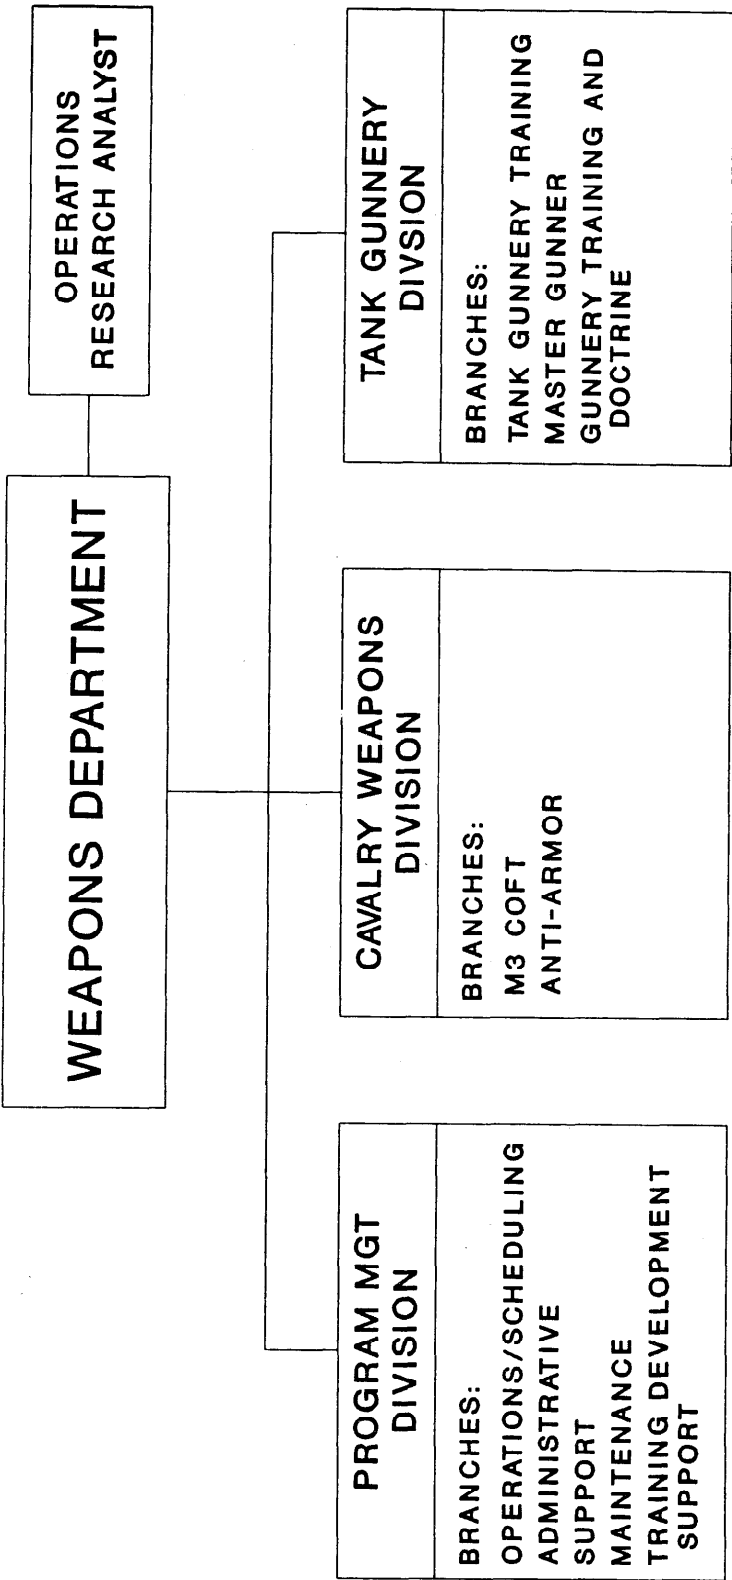 WEAPONS DEPARTMENT
OPERATIONS
RESEARCH ANALYST
PROGRAM MGT
DIVISION
BRANCHES:
OPERATIONS/SCHEDULING
ADMINISTRATIVE
SUPPORT
MAINTENANCE
TRAINING DEVELOPMENT
SUPPORT
CAVALRY WEAPONS
DIVISION
BRANCHES:
M3 COFT
ANTI-ARMOR
TANK GUNNERY
DIVSION
BRANCHES:
TANK GUNNERY TRAINING
MASTER GUNNER
GUNNERY TRAINING AND
DOCTRINE